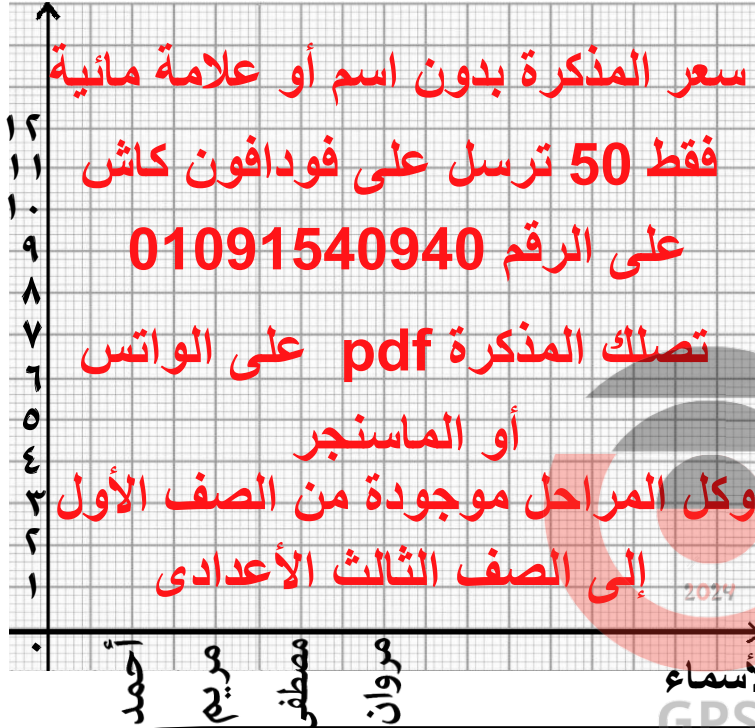 سعر المذكرة بدون اسم أو علامة مائية
١٢
فقط 50 ترسل على فودافون كاش
١١
١٠
على الرقم 01091540940
٩
٨
تصلك المذكرة pdf على الواتس
٧
٦
أو الماسنجر
٥
٤
وكل المراحل موجودة من الصف الأول
٣
٢
إلى الصف الثالث الأعدادى
١
2024
٠
أحمد
مريم
مصطفى
مروان
الأسماء
GPS